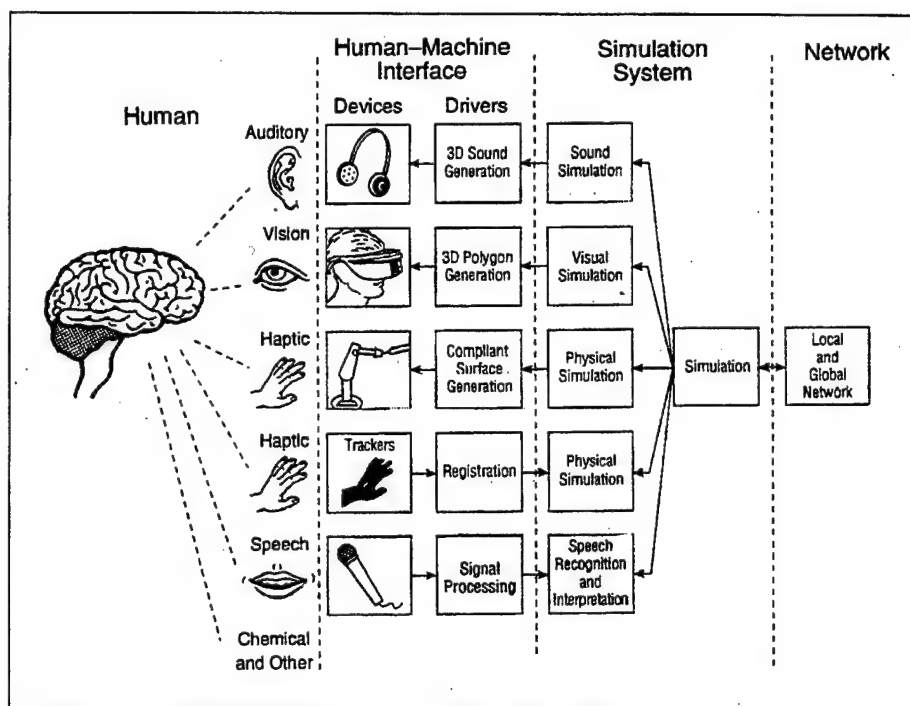 Human–Machine
Interface
Simulation
System
Network
Human
Devices
Drivers
Auditory
3D Sound
Generation
Sound
Simulation
Vision
3D Polygon
Generation
Visual
Simulation
Haptic
Compliant
Surface
Generation
Physical
Simulation
Simulation
Local
and
Global
Network
Haptic
Trackers
Registration
Physical
Simulation
Speech
Signal
Processing
Speech
Recognition
and
Interpretation
Chemical
and Other